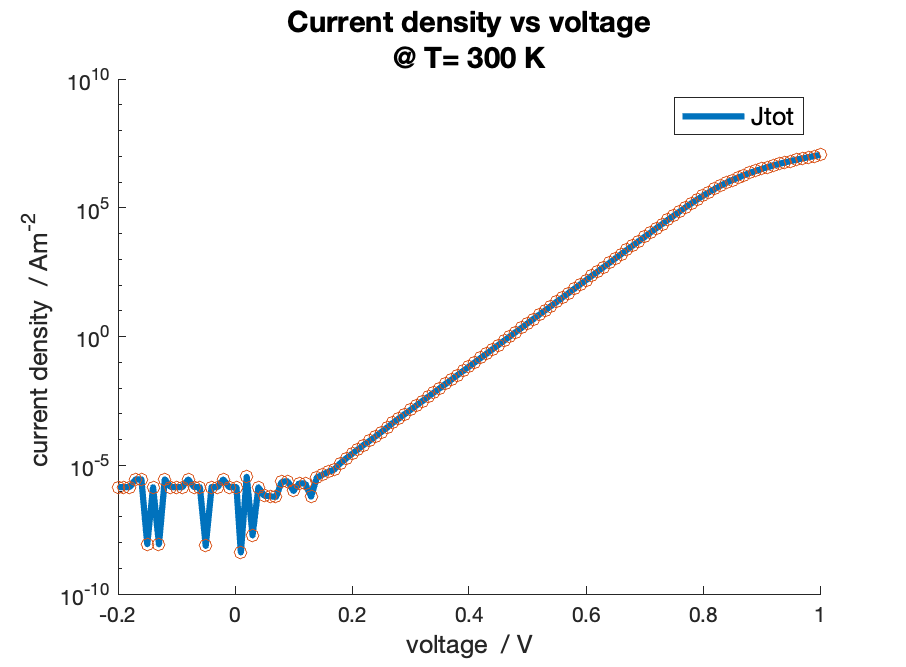 Current density vs voltage
@ T= 300 K
10^10
Jtot
10^5
10^0
10^-5
10^-10
current density / Am^-2
-0.2 0 0.2 0.4 0.6 0.8 1
voltage / V